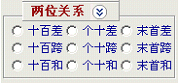 两位关系
十百差 个十差 末首差
十百跨 个十跨 末首跨
十百和 个十和 末首和